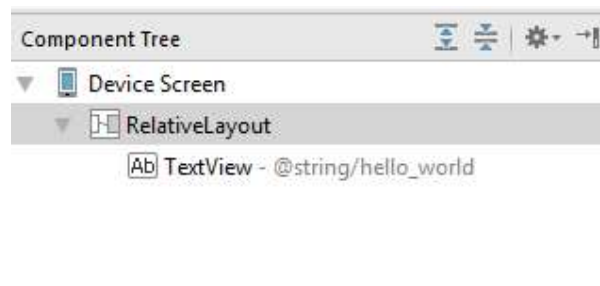 Component Tree
Device Screen
RelativeLayout
Ab TextView - @string/hello_world